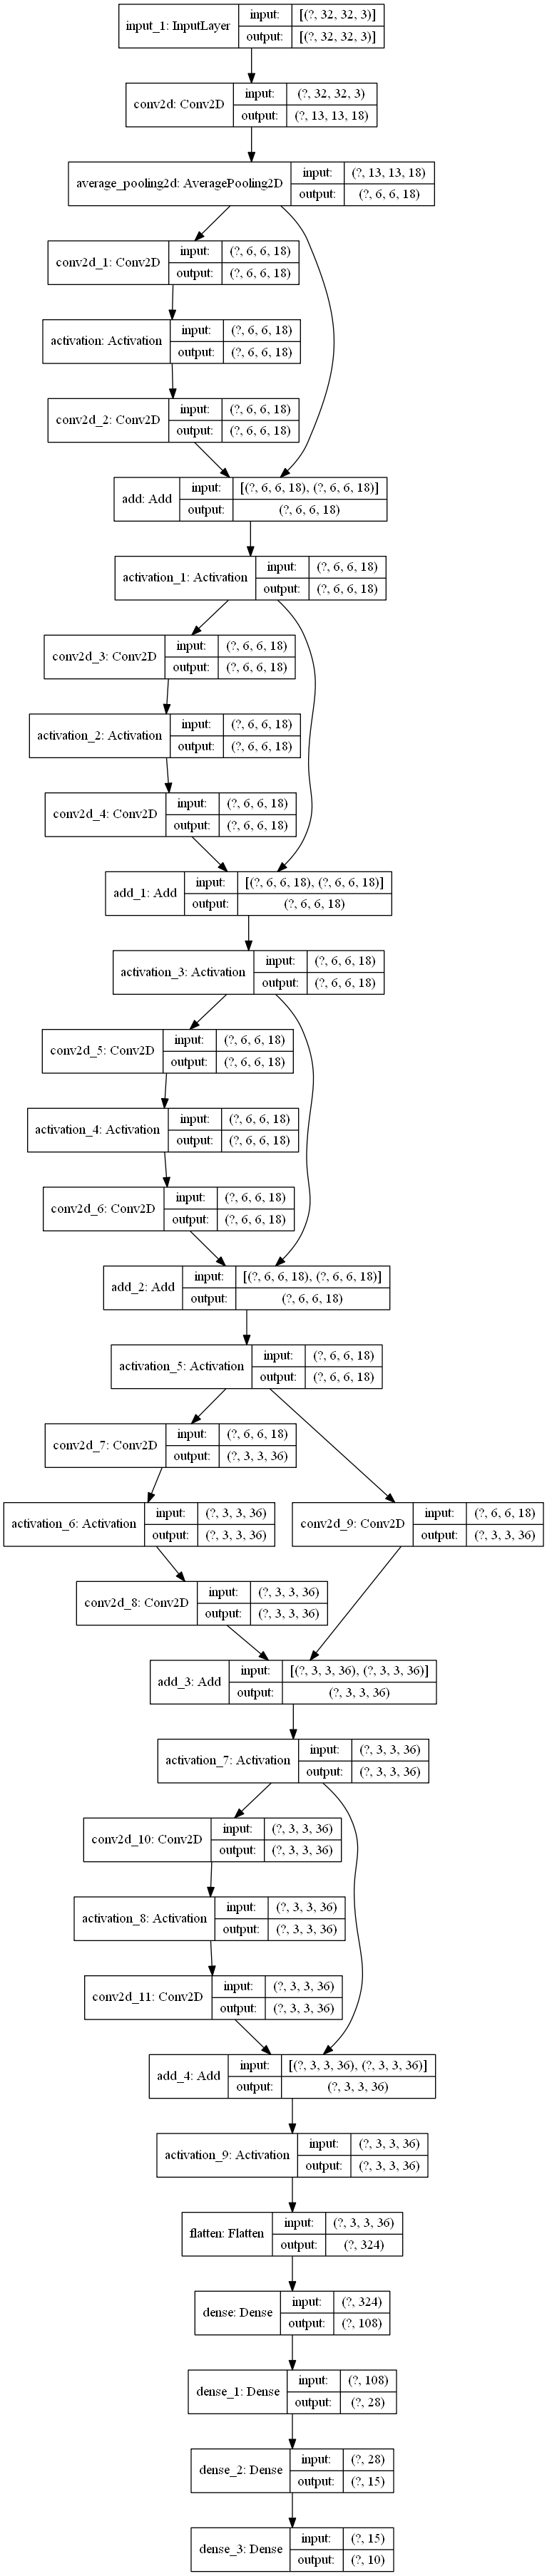 input_1: InputLayer
input: [(?, 32, 32, 3)]
output: [(?, 32, 32, 3)]
conv2d: Conv2D
input: (?, 32, 32, 3)
output: (?, 13, 13, 18)
average_pooling2d: AveragePooling2D
input: (?, 13, 13, 18)
output: (?, 6, 6, 18)
conv2d_1: Conv2D
input: (?, 6, 6, 18)
output: (?, 6, 6, 18)
activation: Activation
input: (?, 6, 6, 18)
output: (?, 6, 6, 18)
conv2d_2: Conv2D
input: (?, 6, 6, 18)
output: (?, 6, 6, 18)
add: Add
input: [(?, 6, 6, 18), (?, 6, 6, 18)]
output: (?, 6, 6, 18)
activation_1: Activation
input: (?, 6, 6, 18)
output: (?, 6, 6, 18)
conv2d_3: Conv2D
input: (?, 6, 6, 18)
output: (?, 6, 6, 18)
activation_2: Activation
input: (?, 6, 6, 18)
output: (?, 6, 6, 18)
conv2d_4: Conv2D
input: (?, 6, 6, 18)
output: (?, 6, 6, 18)
add_1: Add
input: [(?, 6, 6, 18), (?, 6, 6, 18)]
output: (?, 6, 6, 18)
activation_3: Activation
input: (?, 6, 6, 18)
output: (?, 6, 6, 18)
conv2d_5: Conv2D
input: (?, 6, 6, 18)
output: (?, 6, 6, 18)
activation_4: Activation
input: (?, 6, 6, 18)
output: (?, 6, 6, 18)
conv2d_6: Conv2D
input: (?, 6, 6, 18)
output: (?, 6, 6, 18)
add_2: Add
input: [(?, 6, 6, 18), (?, 6, 6, 18)]
output: (?, 6, 6, 18)
activation_5: Activation
input: (?, 6, 6, 18)
output: (?, 6, 6, 18)
conv2d_7: Conv2D
input: (?, 6, 6, 18)
output: (?, 3, 3, 36)
activation_6: Activation
input: (?, 3, 3, 36)
output: (?, 3, 3, 36)
conv2d_9: Conv2D
input: (?, 6, 6, 18)
output: (?, 3, 3, 36)
conv2d_8: Conv2D
input: (?, 3, 3, 36)
output: (?, 3, 3, 36)
add_3: Add
input: [(?, 3, 3, 36), (?, 3, 3, 36)]
output: (?, 3, 3, 36)
activation_7: Activation
input: (?, 3, 3, 36)
output: (?, 3, 3, 36)
conv2d_10: Conv2D
input: (?, 3, 3, 36)
output: (?, 3, 3, 36)
activation_8: Activation
input: (?, 3, 3, 36)
output: (?, 3, 3, 36)
conv2d_11: Conv2D
input: (?, 3, 3, 36)
output: (?, 3, 3, 36)
add_4: Add
input: [(?, 3, 3, 36), (?, 3, 3, 36)]
output: (?, 3, 3, 36)
activation_9: Activation
input: (?, 3, 3, 36)
output: (?, 3, 3, 36)
flatten: Flatten
input: (?, 3, 3, 36)
output: (?, 324)
dense: Dense
input: (?, 324)
output: (?, 108)
dense_1: Dense
input: (?, 108)
output: (?, 28)
dense_2: Dense
input: (?, 28)
output: (?, 15)
dense_3: Dense
input: (?, 15)
output: (?, 10)